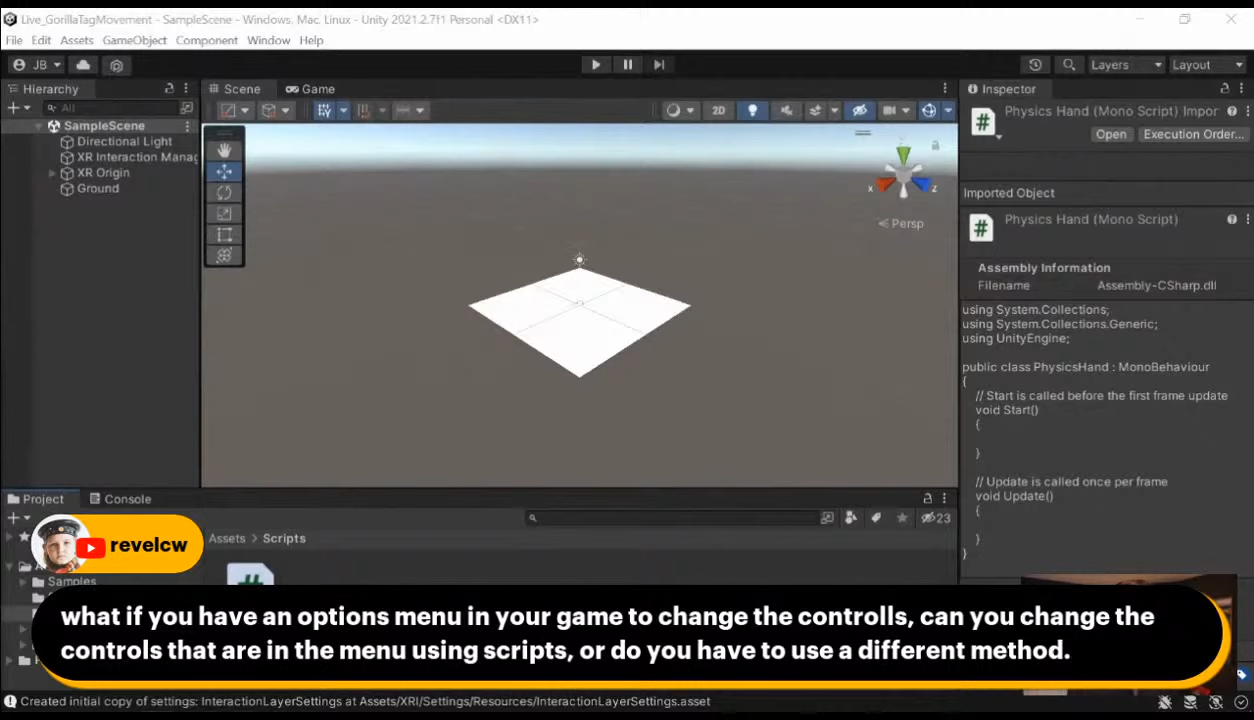 Live_GorillaTagMovement - SampleScene - Windows, Mac, Linux - Unity 2021.2.7f1 Personal <DX11>
File Edit Assets GameObject Component Window Help
JB Layers Layout
Hierarchy
All
SampleScene
Directional Light
XR Interaction Manag
XR Origin
Ground
Scene Game
2D
x z
Persp
Inspector
Physics Hand (Mono Script) Impor
Open Execution Order...
Imported Object
Physics Hand (Mono Script)
Assembly Information
Filename Assembly-CSharp.dll
using System.Collections;
using System.Collections.Generic;
using UnityEngine;
public class PhysicsHand : MonoBehaviour
{
// Start is called before the first frame update
void Start()
{
}
// Update is called once per frame
void Update()
{
}
}
Project Console
23
Assets > Scripts
Samples
revelcw
what if you have an options menu in your game to change the controlls, can you change the
controls that are in the menu using scripts, or do you have to use a different method.
Created initial copy of settings: InteractionLayerSettings at Assets/XRI/Settings/Resources/InteractionLayerSettings.asset